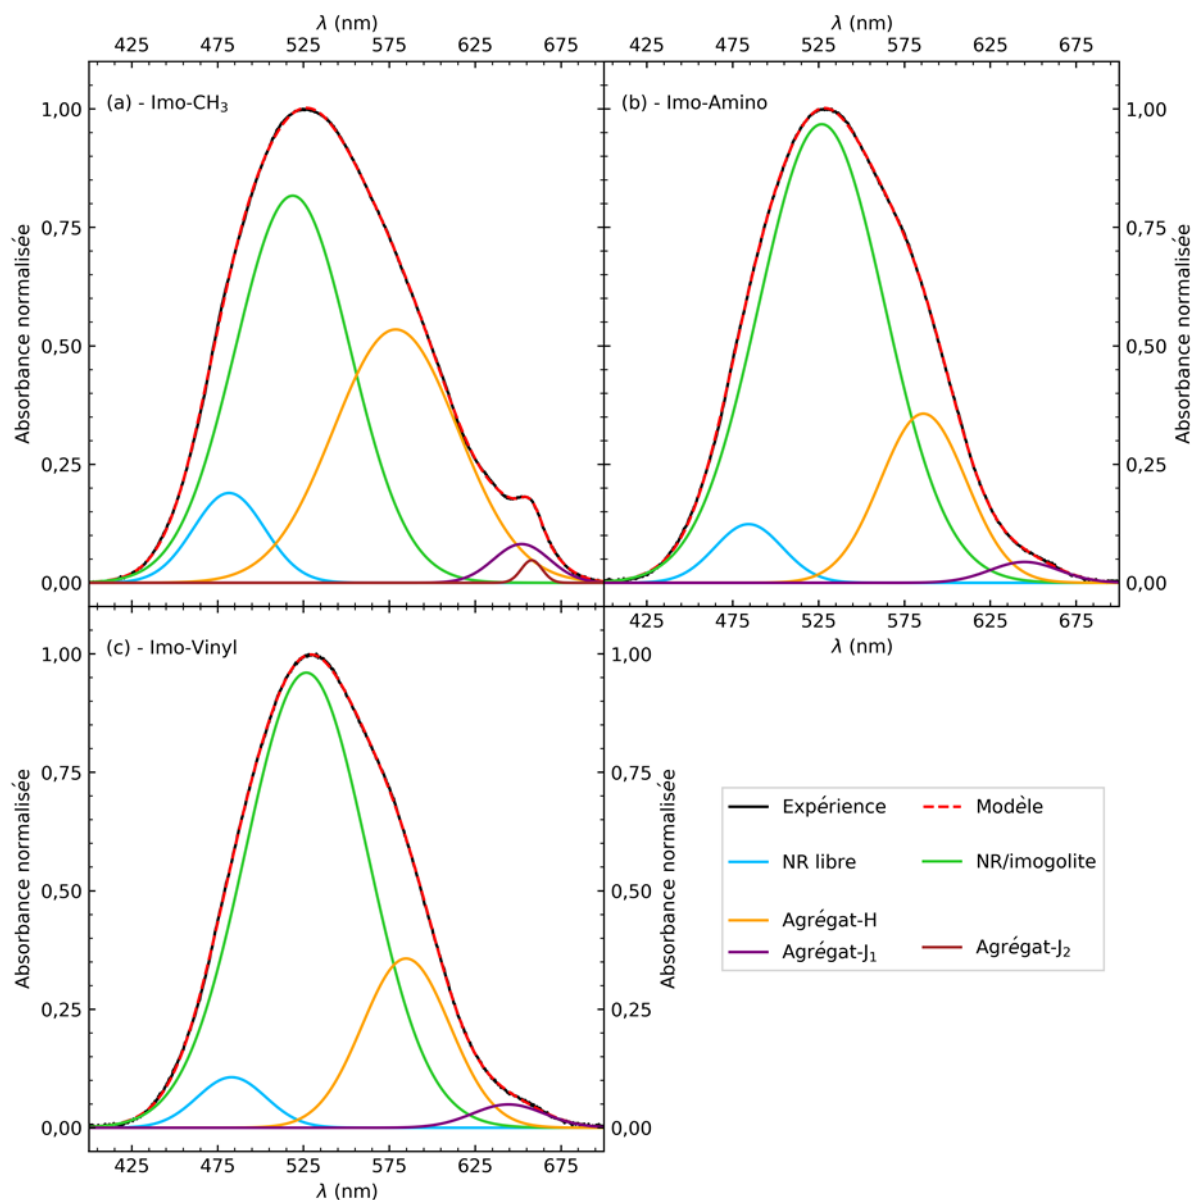 λ (nm)
λ (nm)
425 475 525 575 625 675
425 475 525 575 625 675
(a) - Imo-CH₃
(b) - Imo-Amino
1,00
0,75
0,50
0,25
0,00
Absorbance normalisée
1,00
0,75
0,50
0,25
0,00
Absorbance normalisée
425 475 525 575 625 675
λ (nm)
(c) - Imo-Vinyl
1,00
0,75
0,50
0,25
0,00
Absorbance normalisée
1,00
0,75
0,50
0,25
0,00
Absorbance normalisée
425 475 525 575 625 675
λ (nm)
Expérience
Modèle
NR libre
NR/imogolite
Agrégat-H
Agrégat-J₁
Agrégat-J₂